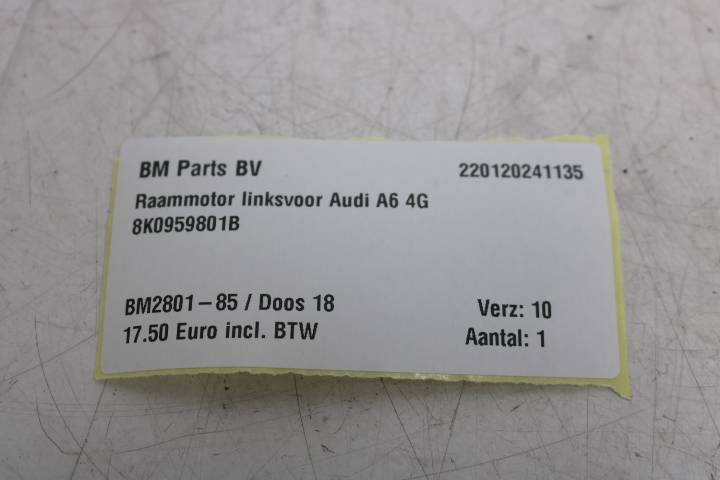 BM Parts BV 220120241135
Raammotor linksvoor Audi A6 4G
8K0959801B
BM2801-85 / Doos 18 Verz: 10
17.50 Euro incl. BTW Aantal: 1